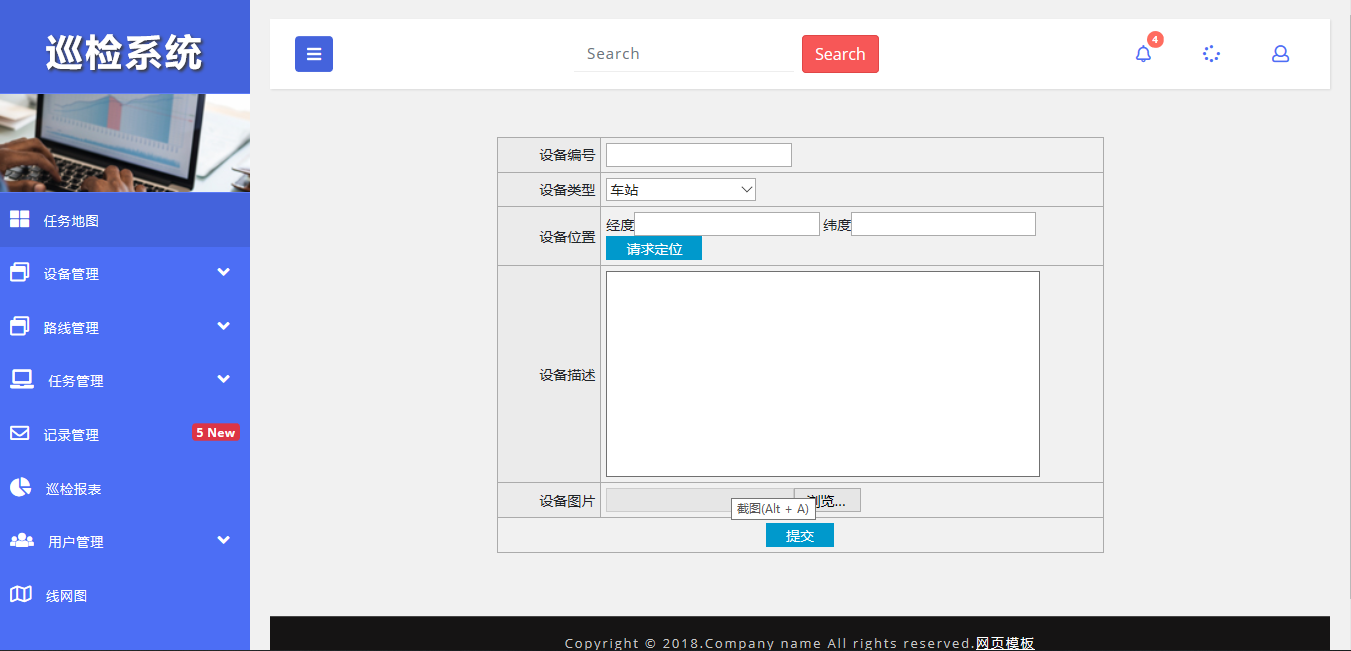 巡检系统
Search
Search
4
任务地图
设备管理
路线管理
任务管理
记录管理
5 New
巡检报表
用户管理
线网图
设备编号
设备类型
车站
设备位置
经度
纬度
请求定位
设备描述
设备图片
浏览...
截图(Alt + A)
提交
Copyright © 2018.Company name All rights reserved.网页模板